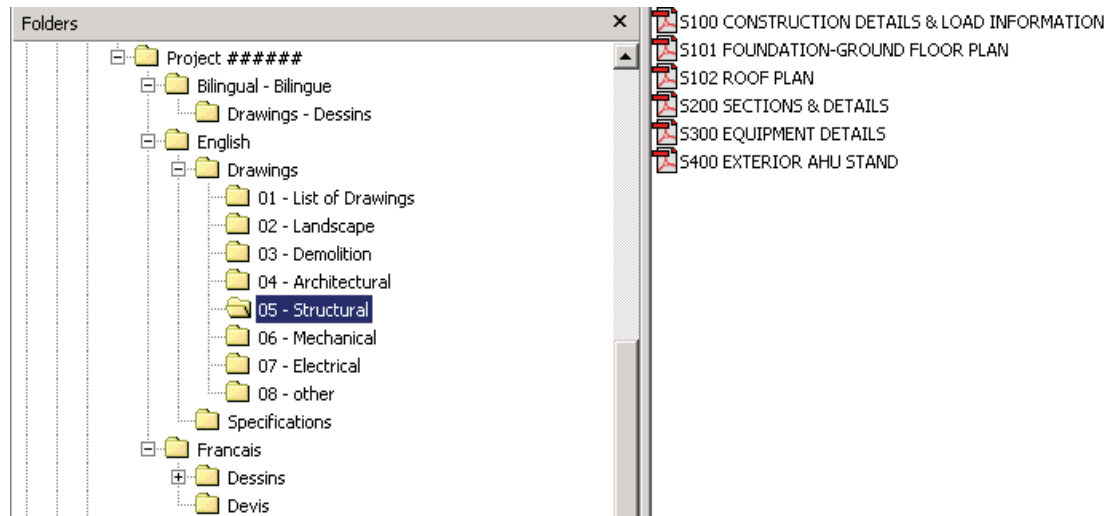 Folders
Project ######
Bilingual - Bilingue
Drawings - Dessins
English
Drawings
01 - List of Drawings
02 - Landscape
03 - Demolition
04 - Architectural
05 - Structural
06 - Mechanical
07 - Electrical
08 - other
Specifications
Francais
Dessins
Devis
S100 CONSTRUCTION DETAILS & LOAD INFORMATION
S101 FOUNDATION-GROUND FLOOR PLAN
S102 ROOF PLAN
S200 SECTIONS & DETAILS
S300 EQUIPMENT DETAILS
S400 EXTERIOR AHU STAND